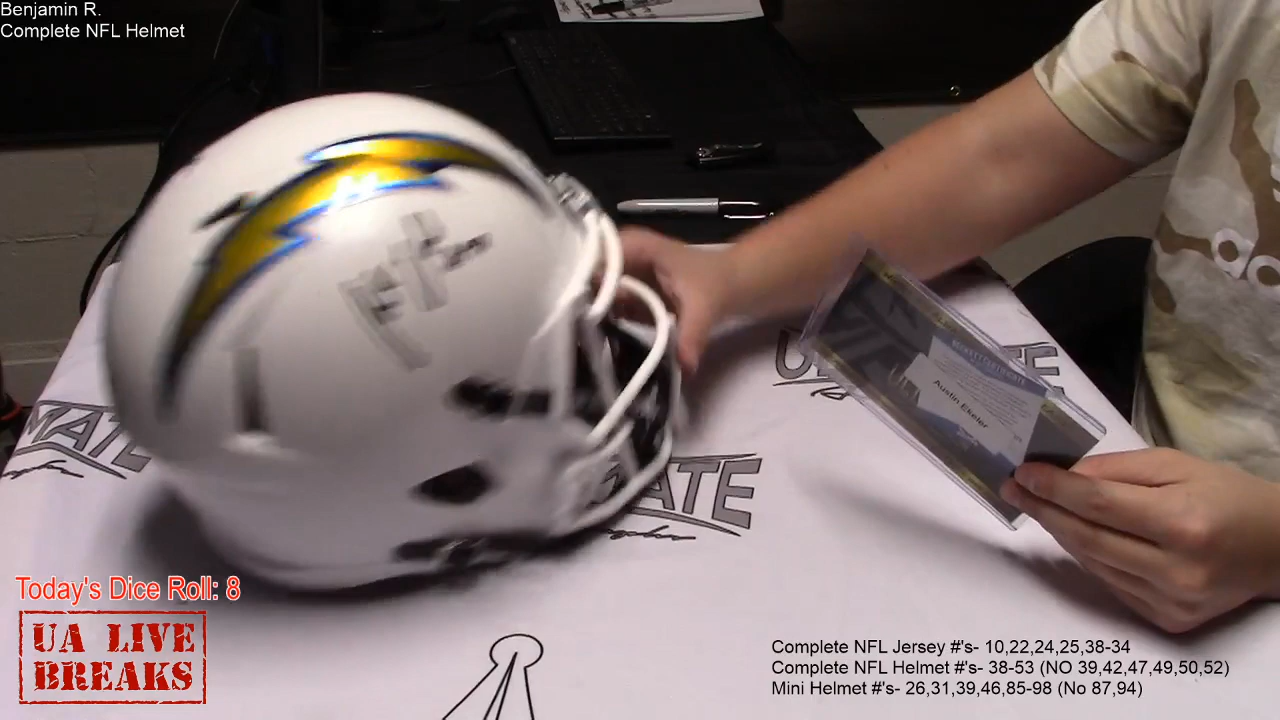 Benjamin R.
Complete NFL Helmet
Austin Ekeler
MATE
MATE
Today's Dice Roll: 8
UA LIVE
BREAKS
Complete NFL Jersey #'s- 10,22,24,25,38-34
Complete NFL Helmet #'s- 38-53 (NO 39,42,47,49,50,52)
Mini Helmet #'s- 26,31,39,46,85-98 (No 87,94)